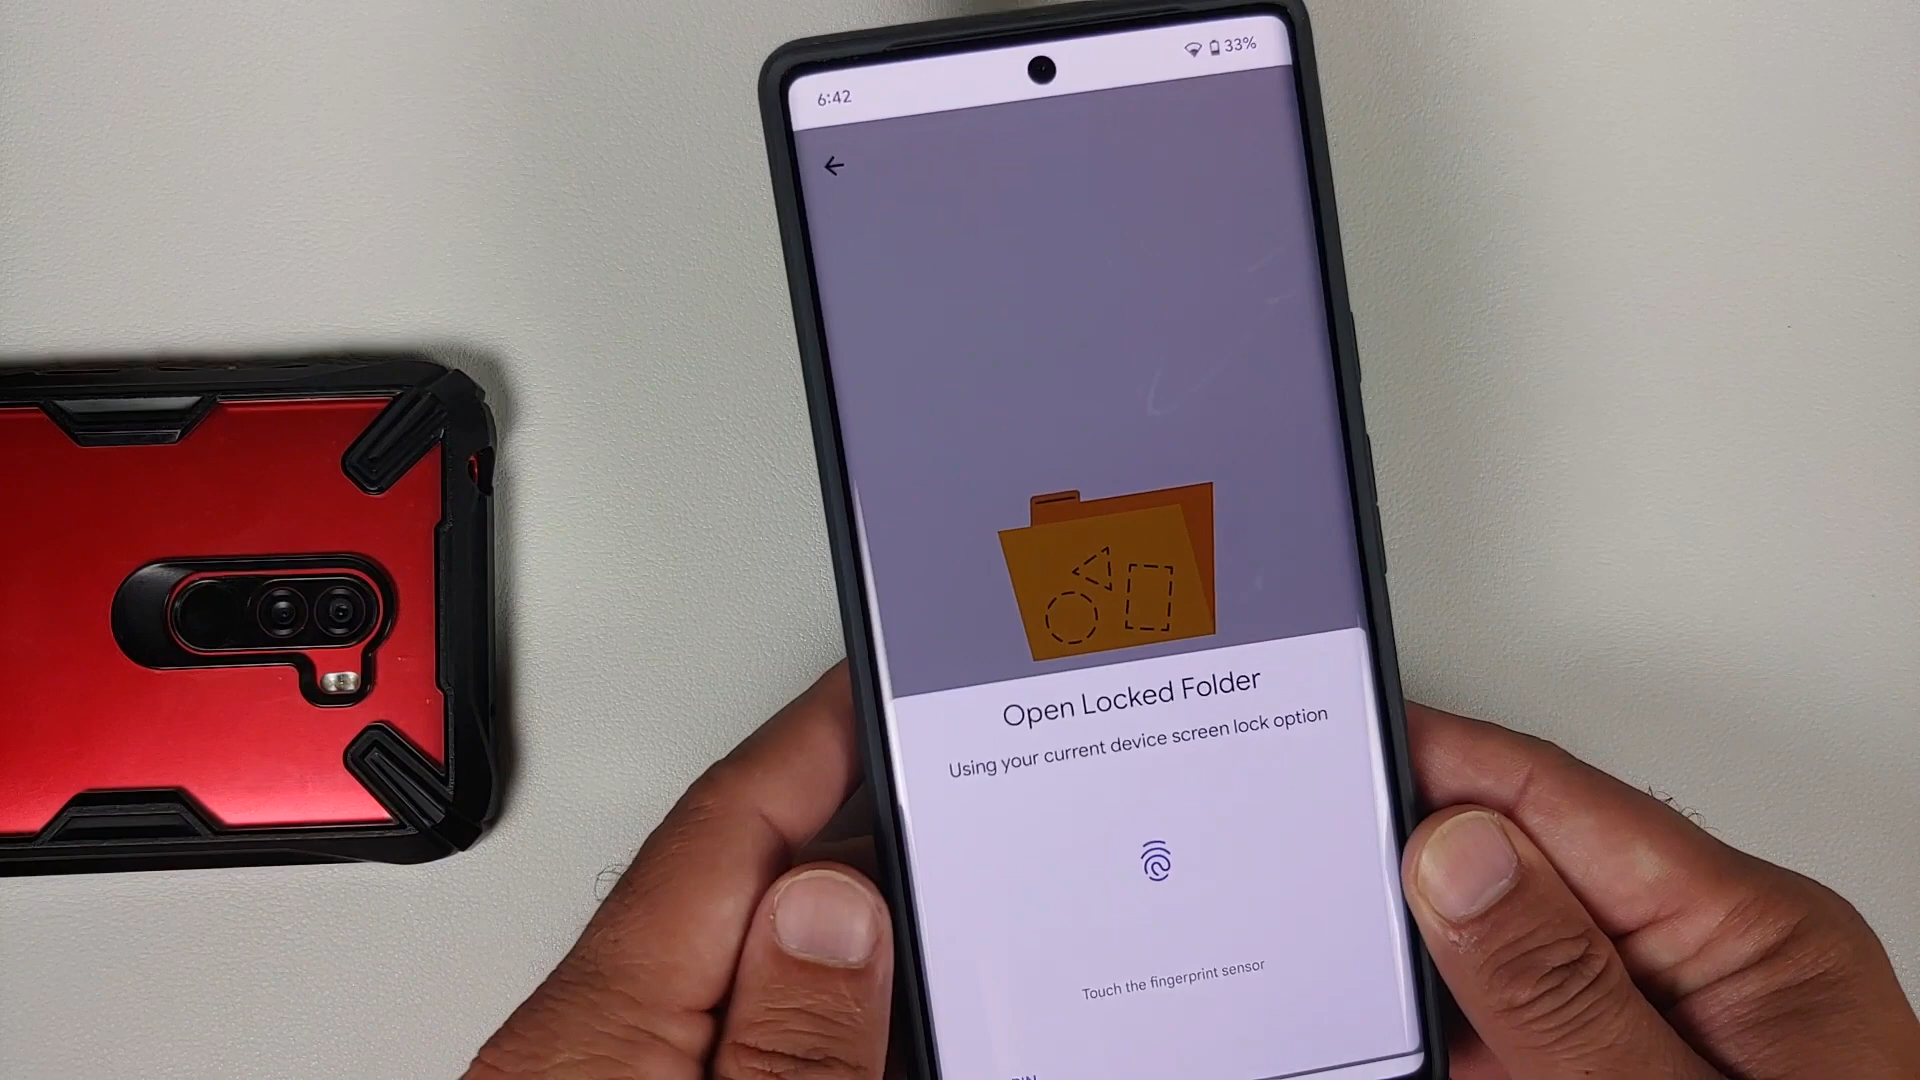 6:42
33%
Open Locked Folder
Using your current device screen lock option
Touch the fingerprint sensor